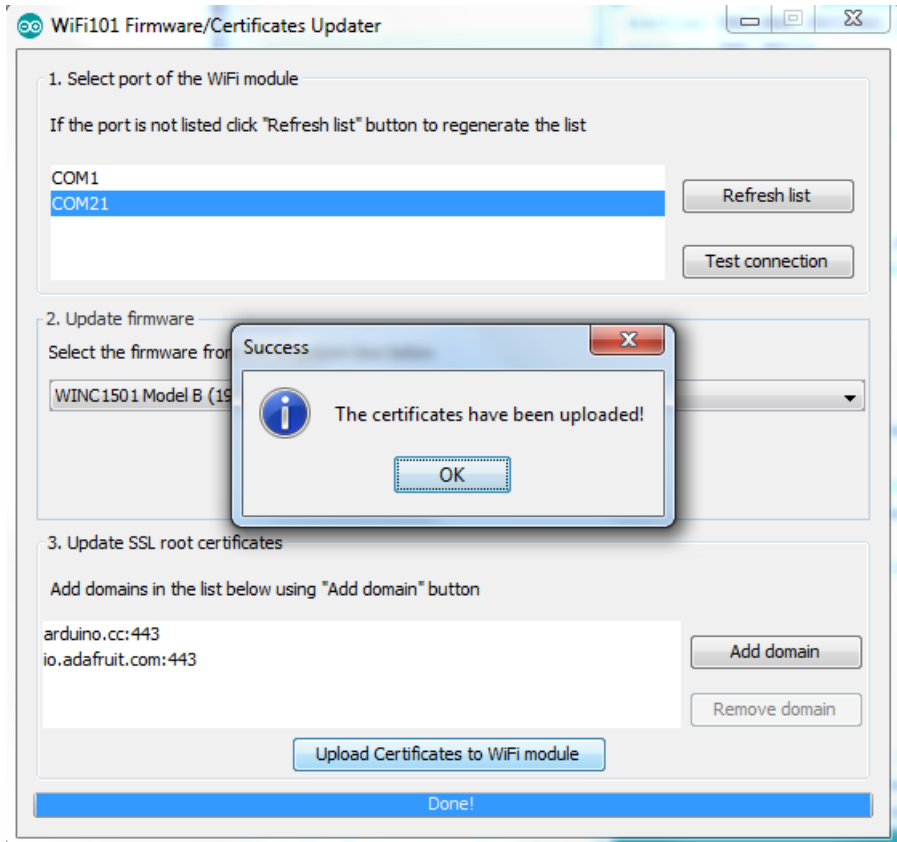 WiFi101 Firmware/Certificates Updater
1. Select port of the WiFi module
If the port is not listed click "Refresh list" button to regenerate the list
COM1
COM21
Refresh list
Test connection
2. Update firmware
Select the firmware from
WINC1501 Model B (19
Success
The certificates have been uploaded!
OK
3. Update SSL root certificates
Add domains in the list below using "Add domain" button
arduino.cc:443
io.adafruit.com:443
Add domain
Remove domain
Upload Certificates to WiFi module
Done!